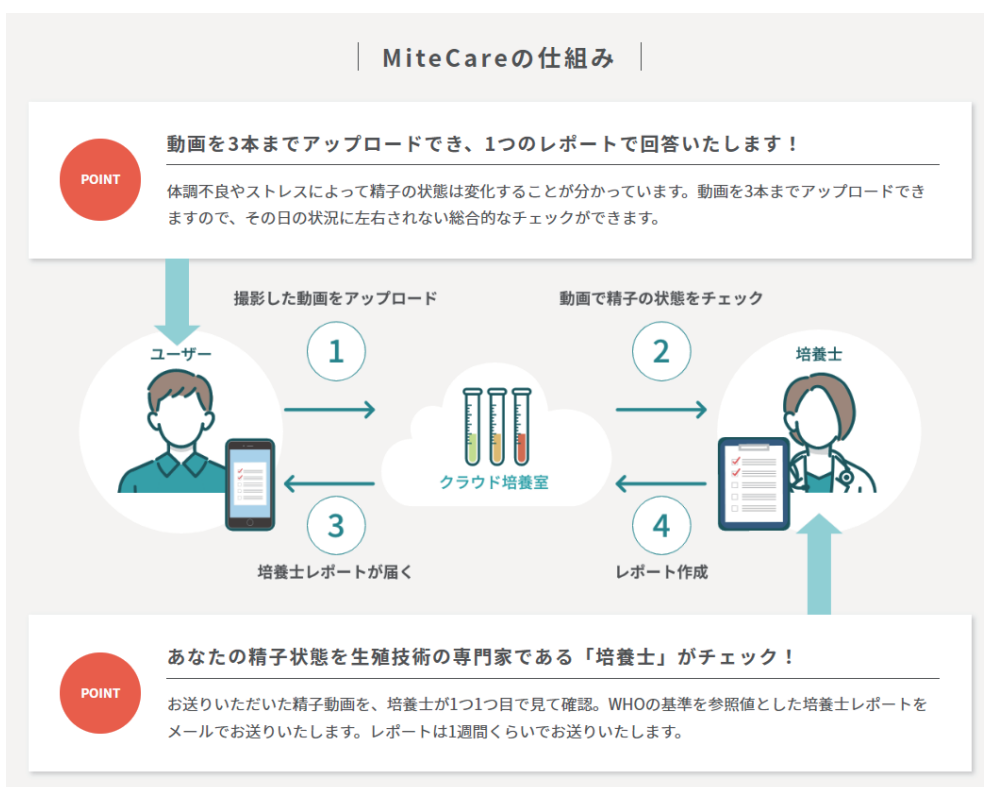 MiteCareの仕組み
POINT
動画を3本までアップロードでき、1つのレポートで回答いたします！
体調不良やストレスによって精子の状態は変化することが分かっています。動画を3本までアップロードでき
ますので、その日の状況に左右されない総合的なチェックができます。
撮影した動画をアップロード
動画で精子の状態をチェック
ユーザー
1
2
培養士
クラウド培養室
3
4
培養士レポートが届く
レポート作成
POINT
あなたの精子状態を生殖技術の専門家である「培養士」がチェック！
お送りいただいた精子動画を、培養士が1つ1つ目で見て確認。WHOの基準を参照値とした培養士レポートを
メールでお送りいたします。レポートは1週間くらいでお送りいたします。